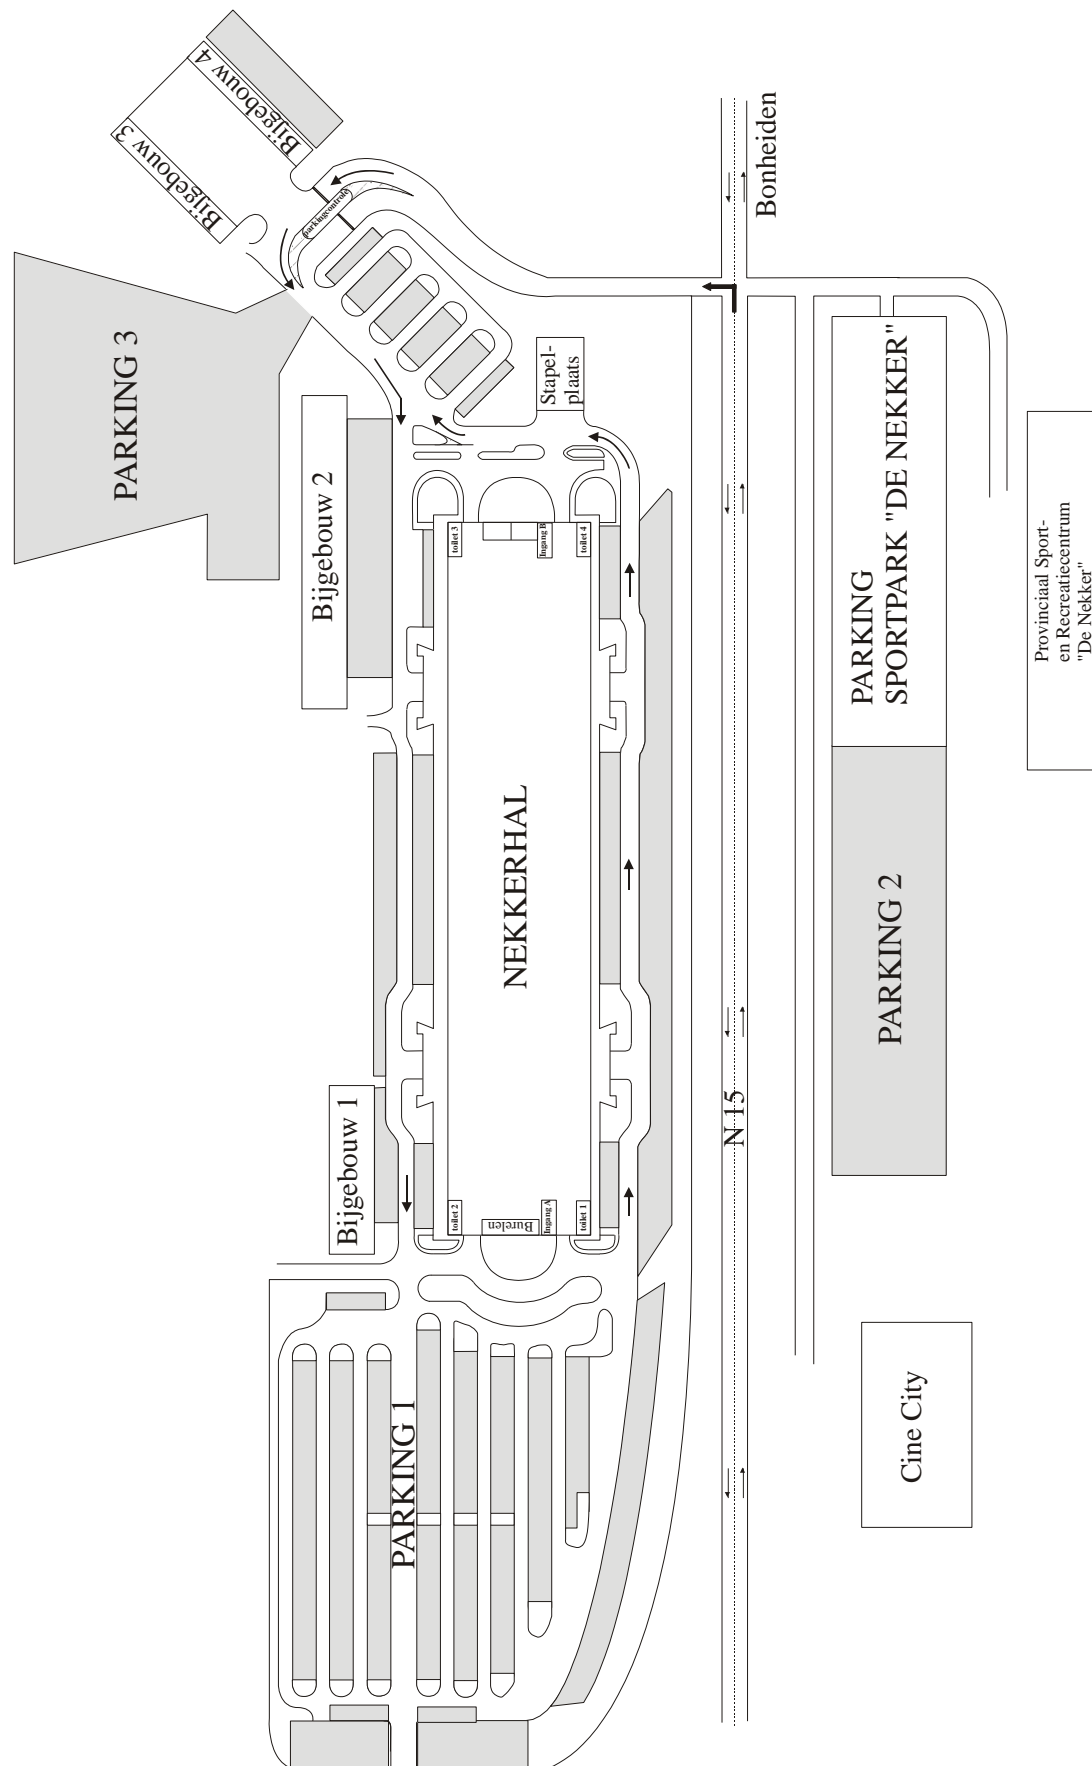 Bijgebouw 4
Bijgebouw 3
parkingcontrole
Bonheiden
PARKING 3
Stapel-
plaats
Bijgebouw 2
PARKING
SPORTPARK "DE NEKKER"
Provinciaal Sport-
en Recreatiecentrum
"De Nekker"
toilet 3
Ingang B
toilet 4
NEKKERHAL
PARKING 2
N 15
Bijgebouw 1
toilet 2
Burelen
Ingang A
toilet 1
PARKING 1
Cine City